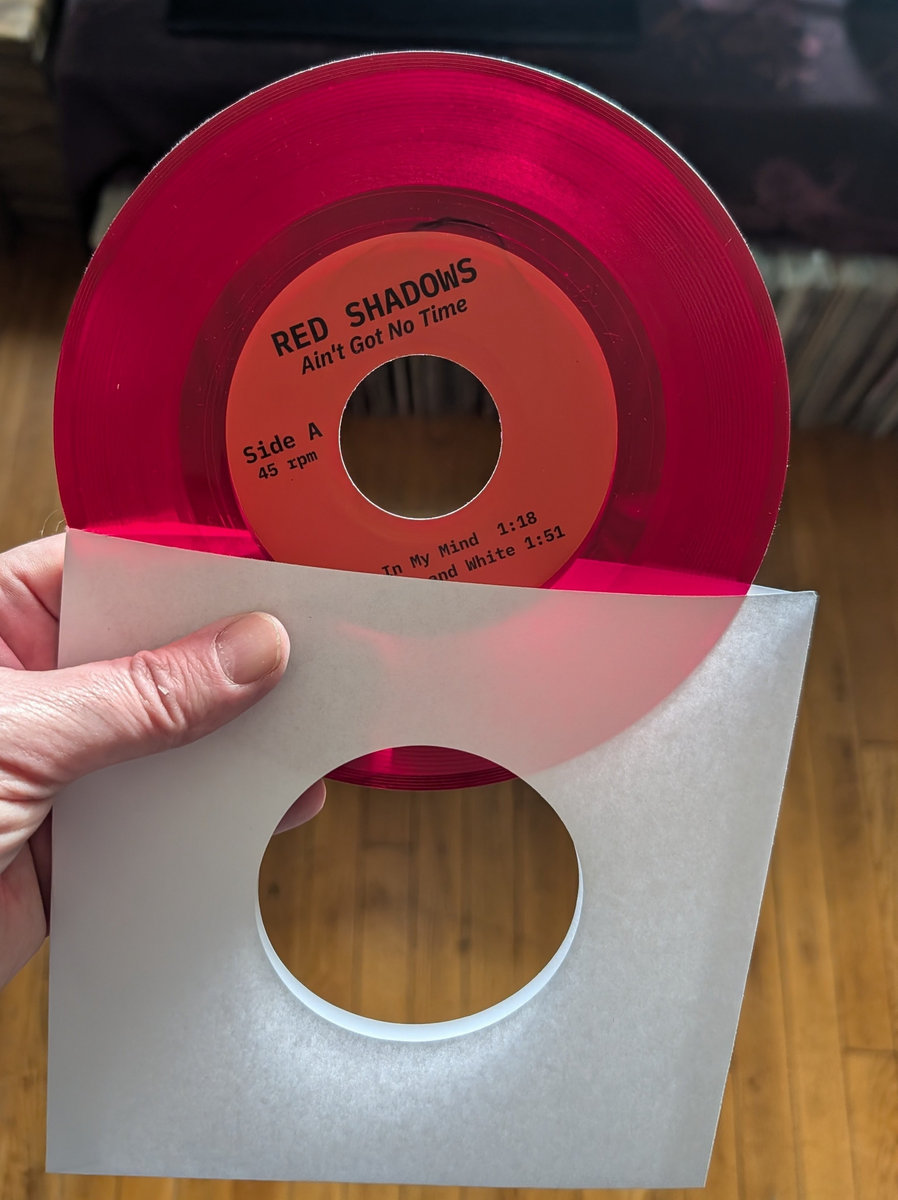 RED SHADOWS
Ain't Got No Time
Side A
45 rpm
In My Mind 1:18
and White 1:51